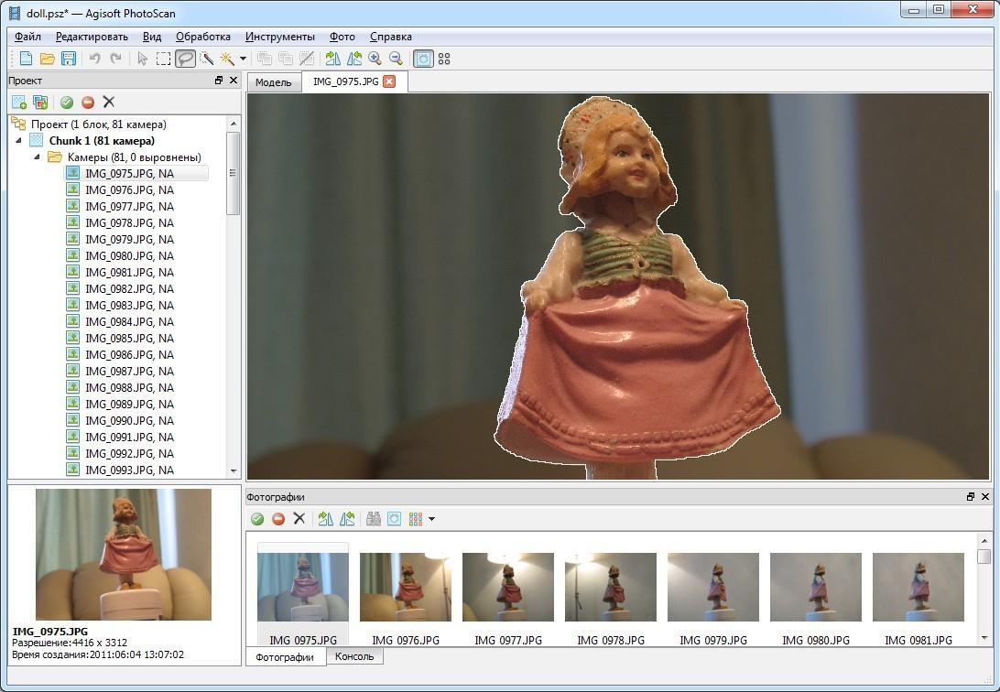 doll.psz* — Agisoft PhotoScan
Файл Редактировать Вид Обработка Инструменты Фото Справка
Проект
Проект (1 блок, 81 камера)
Chunk 1 (81 камера)
Камеры (81, 0 выровнены)
IMG_0975.JPG, NA
IMG_0976.JPG, NA
IMG_0977.JPG, NA
IMG_0978.JPG, NA
IMG_0979.JPG, NA
IMG_0980.JPG, NA
IMG_0981.JPG, NA
IMG_0982.JPG, NA
IMG_0983.JPG, NA
IMG_0984.JPG, NA
IMG_0985.JPG, NA
IMG_0986.JPG, NA
IMG_0987.JPG, NA
IMG_0988.JPG, NA
IMG_0989.JPG, NA
IMG_0990.JPG, NA
IMG_0991.JPG, NA
IMG_0992.JPG, NA
IMG_0993.JPG, NA
IMG_0975.JPG
Разрешение:4416 x 3312
Время создания:2011:06:04 13:07:02
Модель IMG_0975.JPG
Фотографии
IMG_0975.JPG IMG_0976.JPG IMG_0977.JPG IMG_0978.JPG IMG_0979.JPG IMG_0980.JPG IMG_0981.JPG
Фотографии Консоль